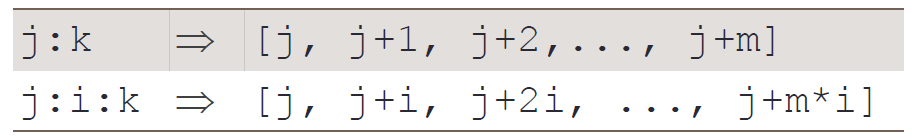 j:k ⇒ [j, j+1, j+2,..., j+m]
j:i:k ⇒ [j, j+i, j+2i, ..., j+m*i]